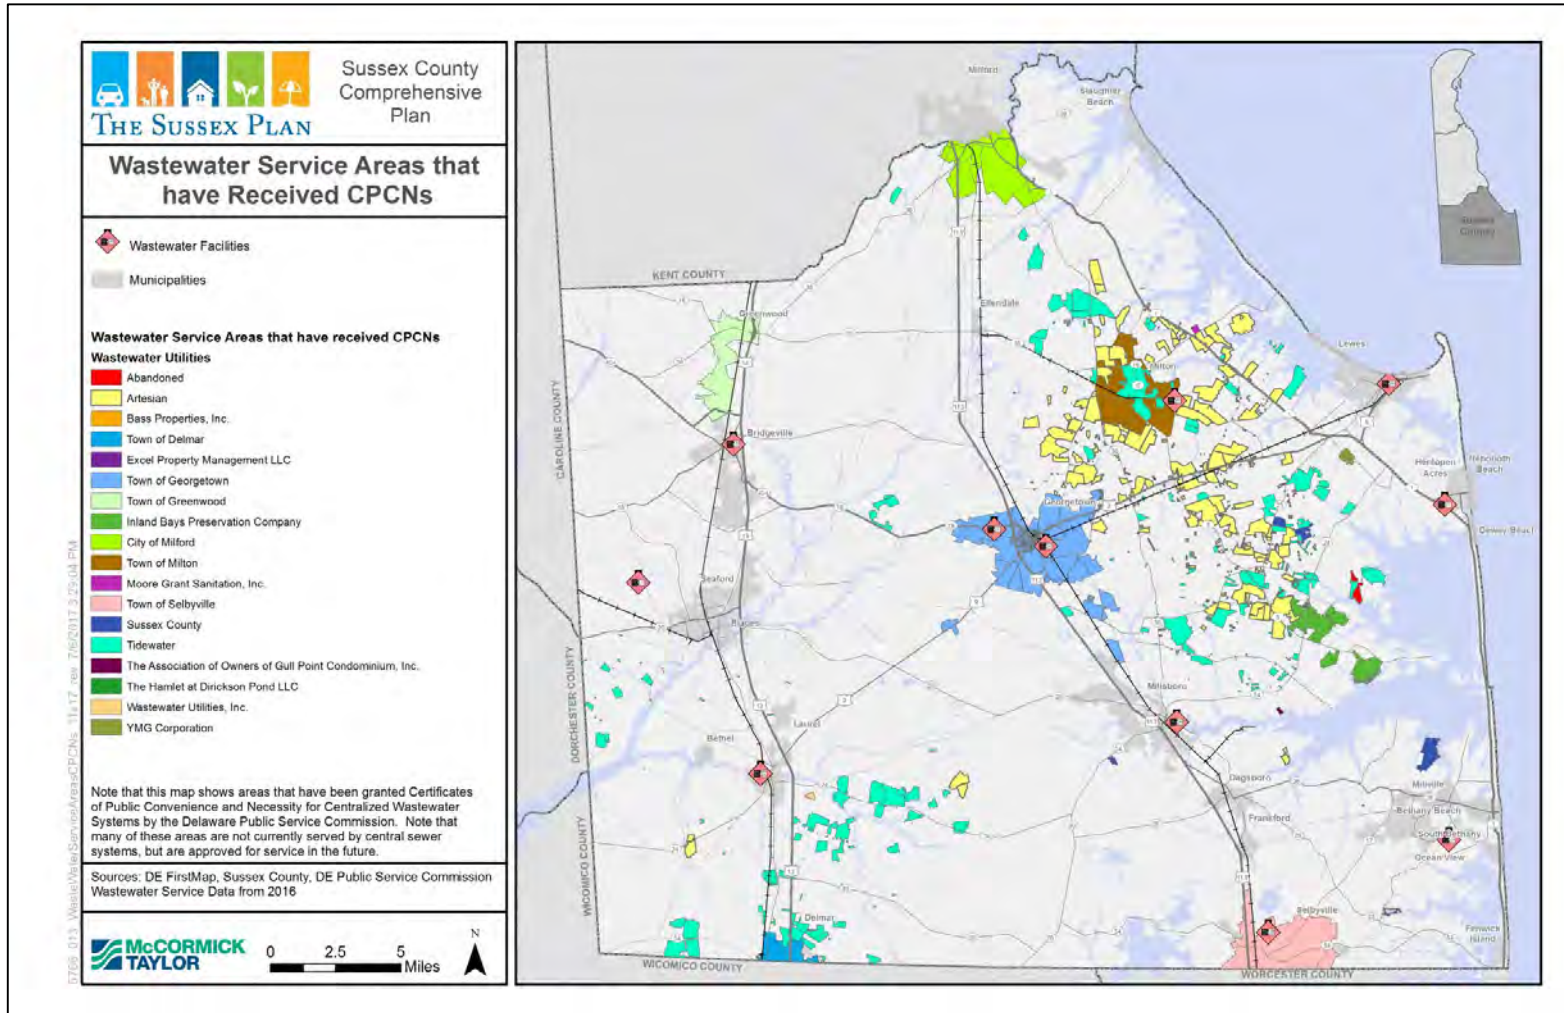 THE SUSSEX PLAN
Sussex County
Comprehensive
Plan
Wastewater Service Areas that
have Received CPCNs
Wastewater Facilities
Municipalities
Wastewater Service Areas that have received CPCNs
Wastewater Utilities
Abandoned
Artesian
Bass Properties, Inc.
Town of Delmar
Excel Property Management LLC
Town of Georgetown
Town of Greenwood
Inland Bays Preservation Company
City of Milford
Town of Milton
Moore Grant Sanitation, Inc.
Town of Selbyville
Sussex County
Tidewater
The Association of Owners of Gull Point Condominium, Inc.
The Hamlet at Dirickson Pond LLC
Wastewater Utilities, Inc.
YMG Corporation
Note that this map shows areas that have been granted Certificates
of Public Convenience and Necessity for Centralized Wastewater
Systems by the Delaware Public Service Commission. Note that
many of these areas are not currently served by central sewer
systems, but are approved for service in the future.
Sources: DE FirstMap, Sussex County, DE Public Service Commission
Wastewater Service Data from 2016
McCORMICK
TAYLOR
0 2.5 5
Miles
N
Milford
Slaughter
Beach
Sussex
County
KENT COUNTY
Greenwood
Ellendale
Milton
Lewes
CAROLINE COUNTY
Bridgeville
Henlopen
Acres
Rehoboth
Beach
Georgetown
Dewey Beach
Seaford
Blades
DORCHESTER COUNTY
Millsboro
Laurel
Bethel
Dagsboro
Millville
Bethany Beach
Frankford
South Bethany
Ocean View
WICOMICO COUNTY
Selbyville
Delmar
Fenwick
Island
WICOMICO COUNTY
WORCESTER COUNTY